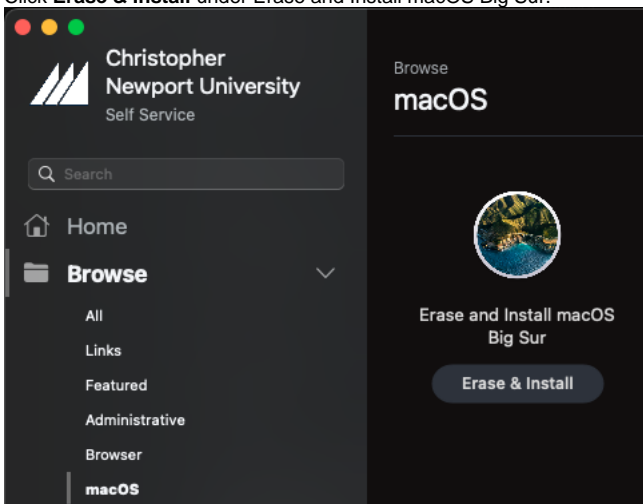 Click Erase & Install under Erase and Install macOS Big Sur.
Christopher
Newport University
Self Service
Search
Home
Browse
All
Links
Featured
Administrative
Browser
macOS
Browse
macOS
Erase and Install macOS
Big Sur
Erase & Install